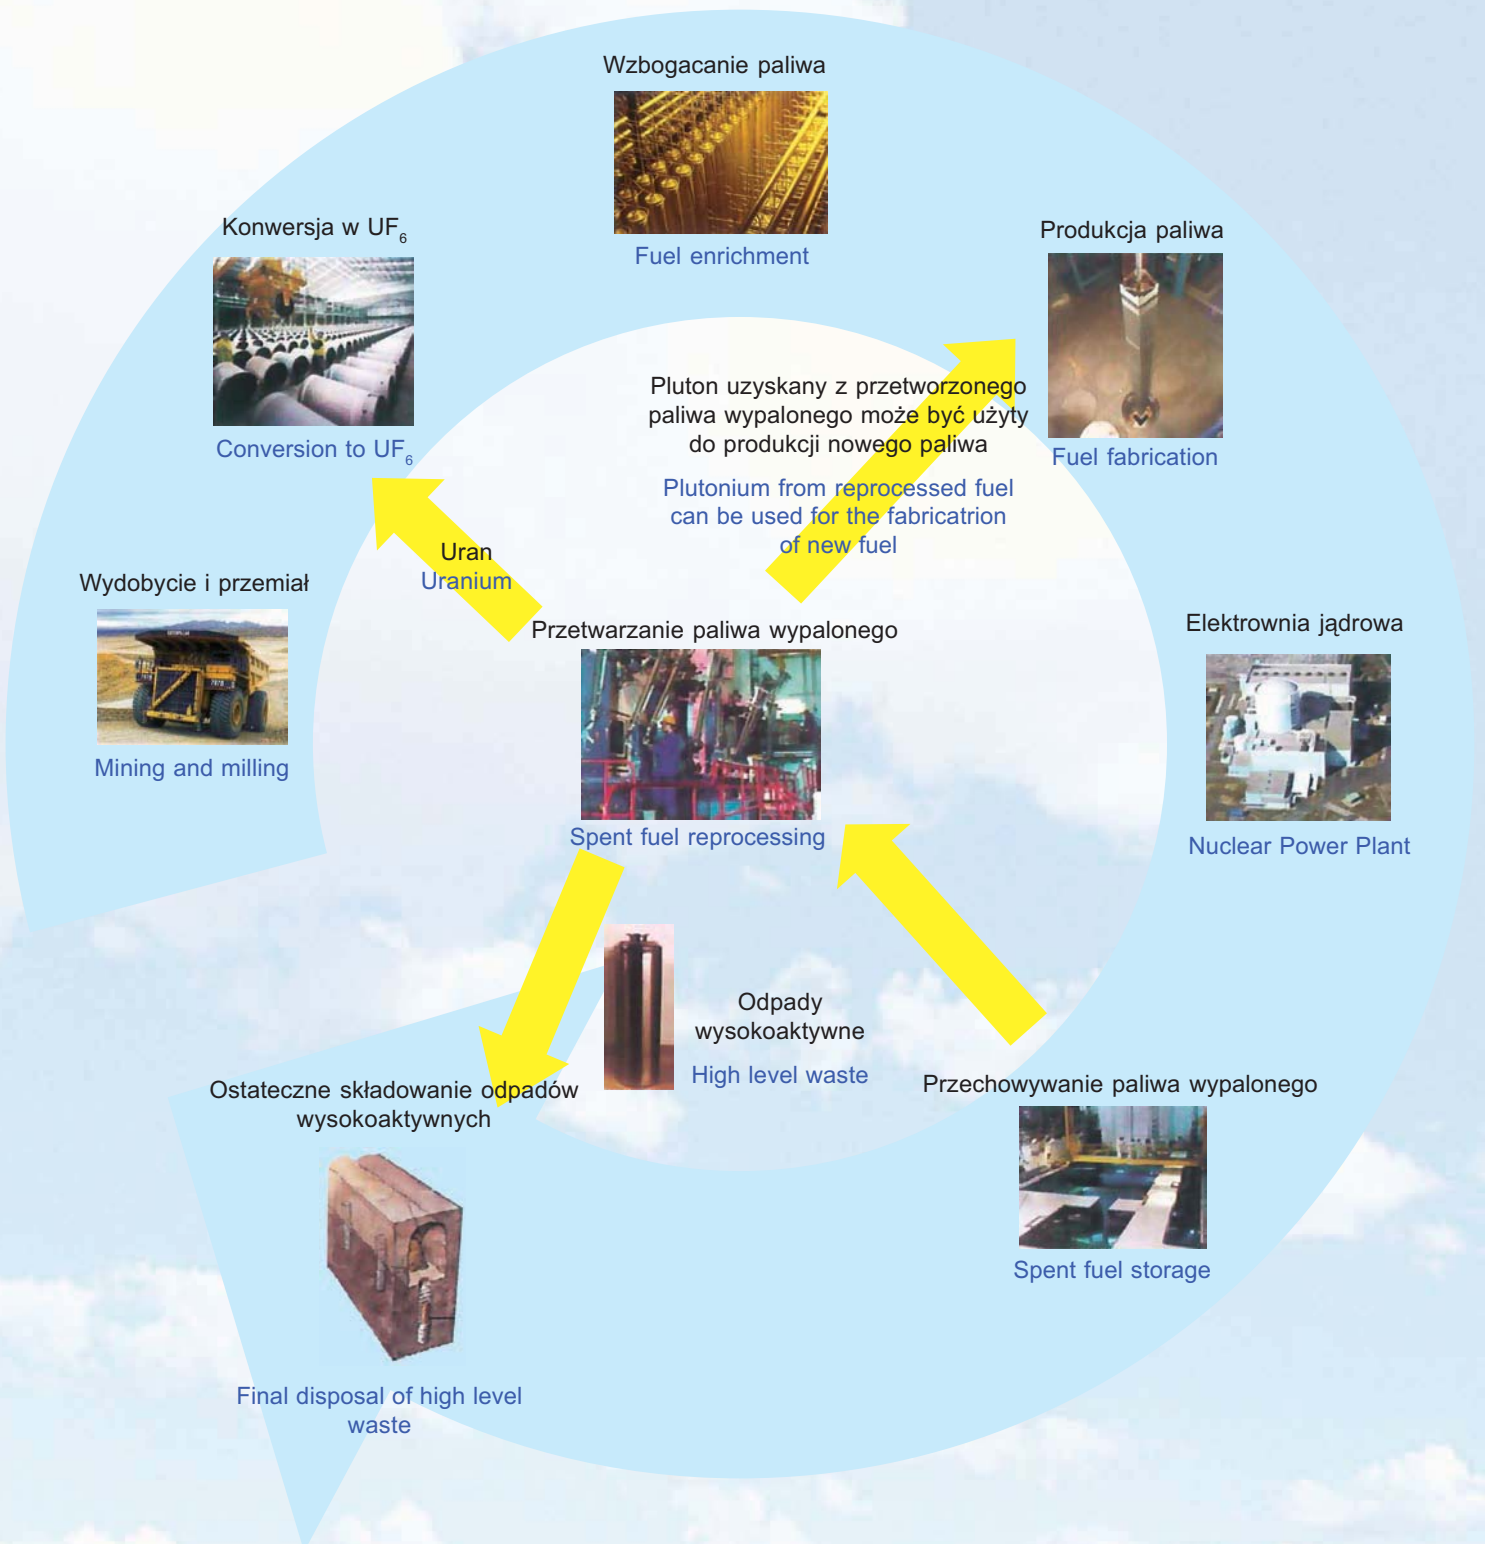 Wzbogacanie paliwa
Fuel enrichment
Konwersja w UF₆
Conversion to UF₆
Produkcja paliwa
Fuel fabrication
Pluton uzyskany z przetworzonego
paliwa wypalonego może być użyty
do produkcji nowego paliwa
Plutonium from reprocessed fuel
can be used for the fabricatrion
of new fuel
Uran
Uranium
Wydobycie i przemiał
CATERPILLAR
797B
797B
Mining and milling
Przetwarzanie paliwa wypalonego
Spent fuel reprocessing
Elektrownia jądrowa
Nuclear Power Plant
Odpady
wysokoaktywne
High level waste
Ostateczne składowanie odpadów
wysokoaktywnych
Final disposal of high level
waste
Przechowywanie paliwa wypalonego
Spent fuel storage